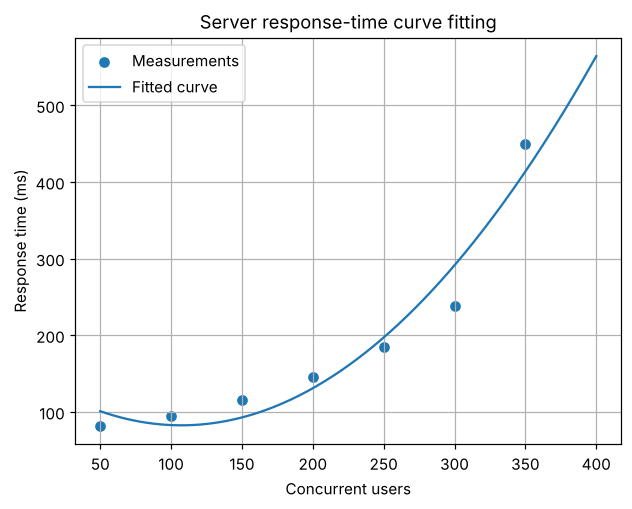 Server response-time curve fitting
Measurements
Fitted curve
500
400
300
200
100
Response time (ms)
50 100 150 200 250 300 350 400
Concurrent users